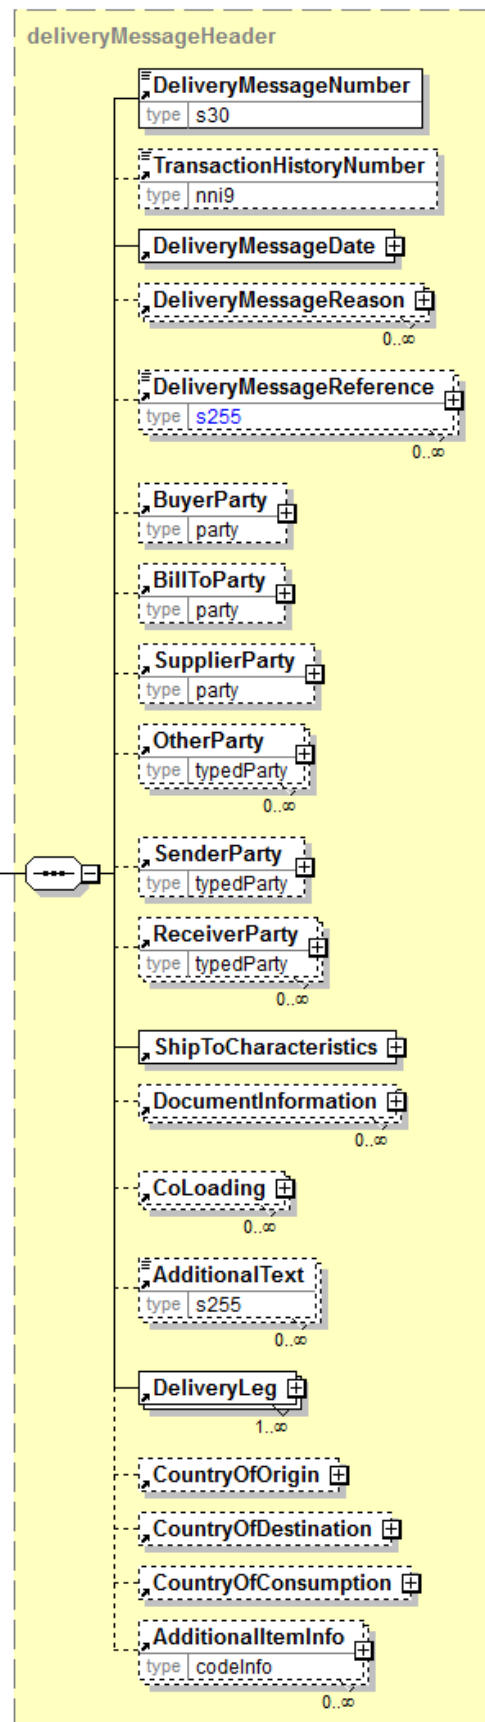 deliveryMessageHeader
DeliveryMessageNumber
type s30
TransactionHistoryNumber
type nni9
DeliveryMessageDate
DeliveryMessageReason
0..∞
DeliveryMessageReference
type s255
0..∞
BuyerParty
type party
BillToParty
type party
SupplierParty
type party
OtherParty
type typedParty
0..∞
SenderParty
type typedParty
ReceiverParty
type typedParty
0..∞
ShipToCharacteristics
DocumentInformation
0..∞
CoLoading
0..∞
AdditionalText
type s255
0..∞
DeliveryLeg
1..∞
CountryOfOrigin
CountryOfDestination
CountryOfConsumption
AdditionalItemInfo
type codeInfo
0..∞